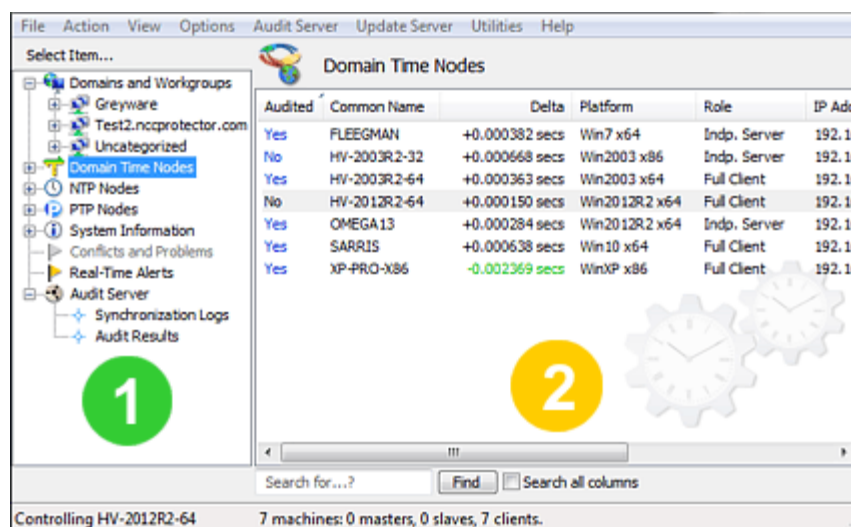 File Action View Options Audit Server Update Server Utilities Help
Select Item...
Domains and Workgroups
Greyware
Test2.nccprotector.com
Uncategorized
Domain Time Nodes
NTP Nodes
PTP Nodes
System Information
Conflicts and Problems
Real-Time Alerts
Audit Server
Synchronization Logs
Audit Results
1
Domain Time Nodes
Audited Common Name Delta Platform Role IP Add
Yes FLEEGMAN +0.000382 secs Win7 x64 Indp. Server 192.1
No HV-2003R2-32 +0.000668 secs Win2003 x86 Indp. Server 192.1
Yes HV-2003R2-64 +0.000363 secs Win2003 x64 Full Client 192.1
No HV-2012R2-64 +0.000150 secs Win2012R2 x64 Full Client 192.1
Yes OMEGA13 +0.000284 secs Win2012R2 x64 Indp. Server 192.1
Yes SARRIS +0.000638 secs Win10 x64 Full Client 192.1
Yes XP-PRO-X86 -0.002369 secs WinXP x86 Full Client 192.1
2
Search for...? Find Search all columns
Controlling HV-2012R2-64 7 machines: 0 masters, 0 slaves, 7 clients.